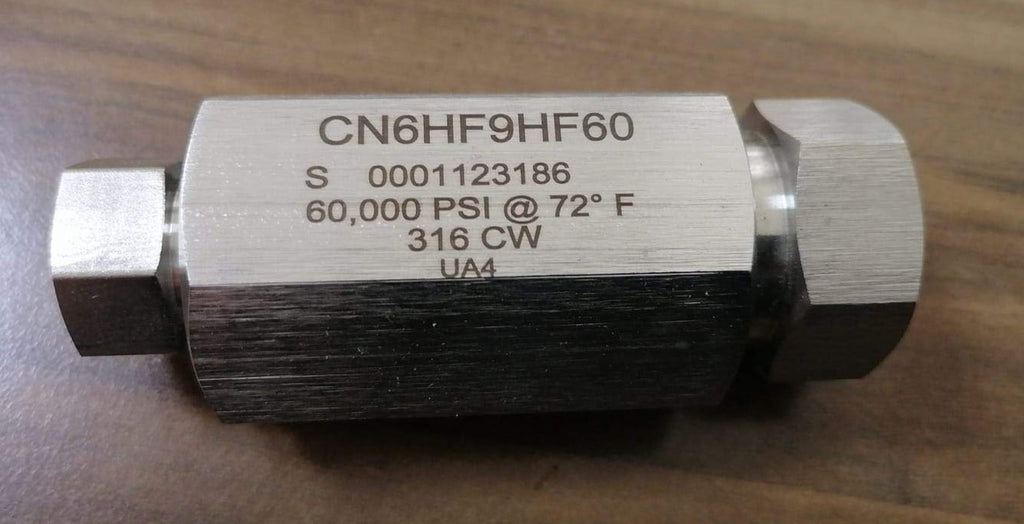 CN6HF9HF60
S 0001123186
60,000 PSI @ 72° F
316 CW
UA4